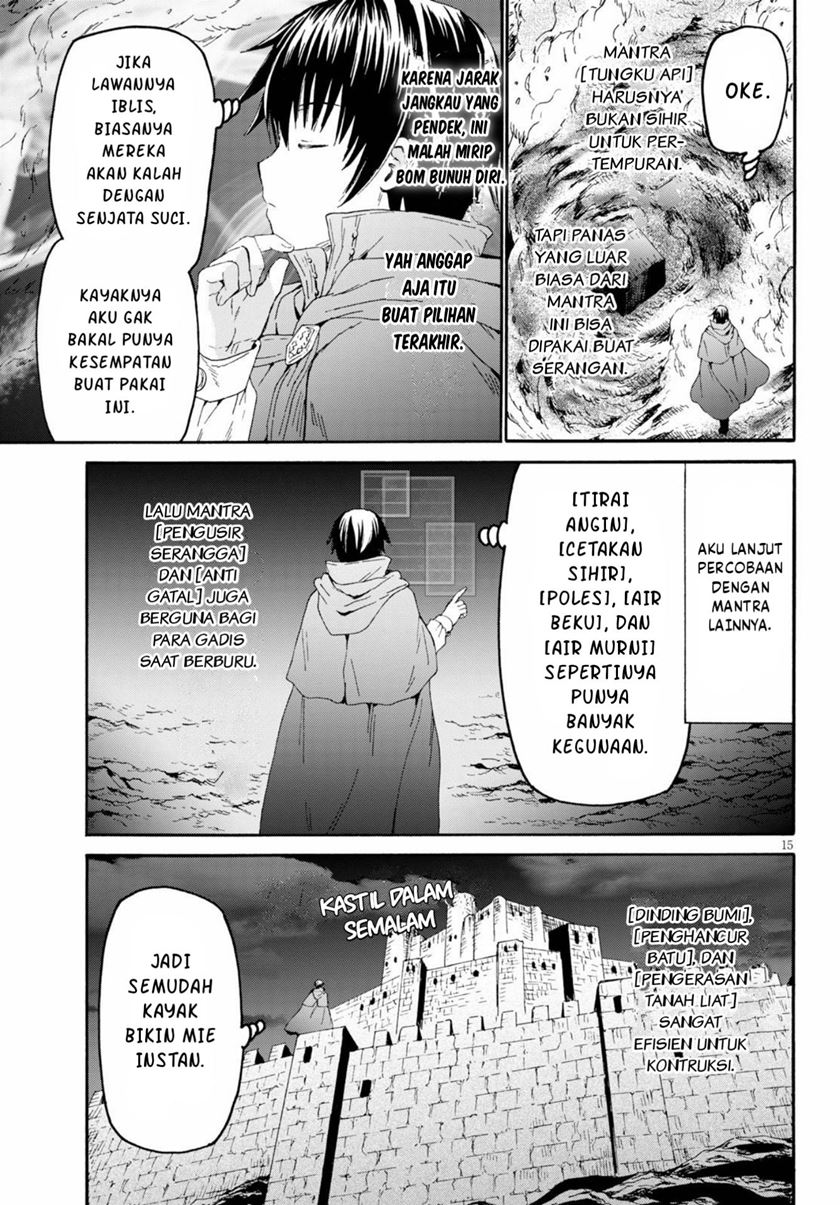 OKE.
MANTRA
[TUNGKU API]
HARUSNYA
BUKAN SIHIR
UNTUK PER-
TEMPURAN.
TAPI PANAS
YANG LUAR
BIASA DARI
MANTRA
INI BISA
DIPAKAI BUAT
SERANGAN.
KARENA JARAK
JANGKAU YANG
PENDEK, INI
MALAH MIRIP
BOM BUNUH DIRI.
YAH ANGGAP
AJA ITU
BUAT PILIHAN
TERAKHIR.
JIKA
LAWANNYA
IBLIS,
BIASANYA
MEREKA
AKAN KALAH
DENGAN
SENJATA SUCI.
KAYAKNYA
AKU GAK
BAKAL PUNYA
KESEMPATAN
BUAT PAKAI
INI.
AKU LANJUT
PERCOBAAN
DENGAN
MANTRA
LAINNYA.
[TIRAI
ANGIN],
[CETAKAN
SIHIR],
[POLES], [AIR
BEKU], DAN
[AIR MURNI]
SEPERTINYA
PUNYA
BANYAK
KEGUNAAN.
LALU MANTRA
[PENGUSIR
SERANGGA]
DAN [ANTI
GATAL] JUGA
BERGUNA BAGI
PARA GADIS
SAAT BERBURU.
15
[DINDING BUMI],
[PENGHANCUR
BATU], DAN
[PENGERASAN
TANAH LIAT]
SANGAT
EFISIEN UNTUK
KONTRUKSI.
KASTIL DALAM
SEMALAM
JADI
SEMUDAH
KAYAK
BIKIN MIE
INSTAN.